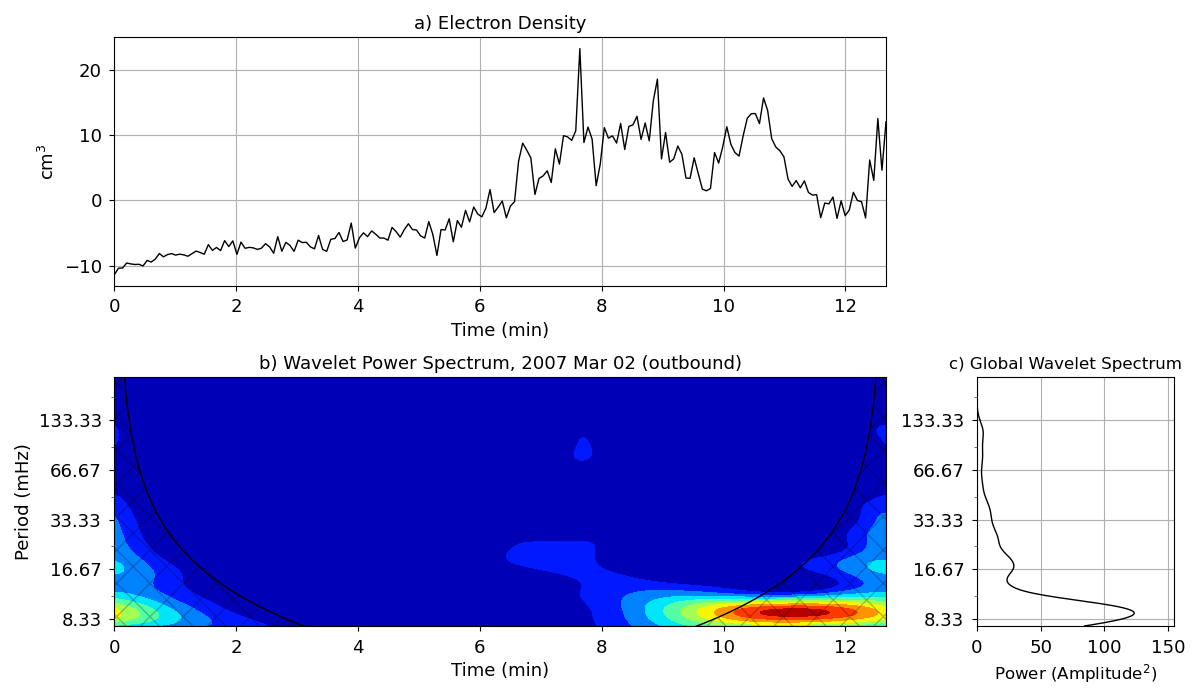 a) Electron Density
20
10
0
−10
cm³
0 2 4 6 8 10 12
Time (min)
b) Wavelet Power Spectrum, 2007 Mar 02 (outbound)
133.33
66.67
33.33
16.67
8.33
Period (mHz)
0 2 4 6 8 10 12
Time (min)
c) Global Wavelet Spectrum
133.33
66.67
33.33
16.67
8.33
0 50 100 150
Power (Amplitude²)